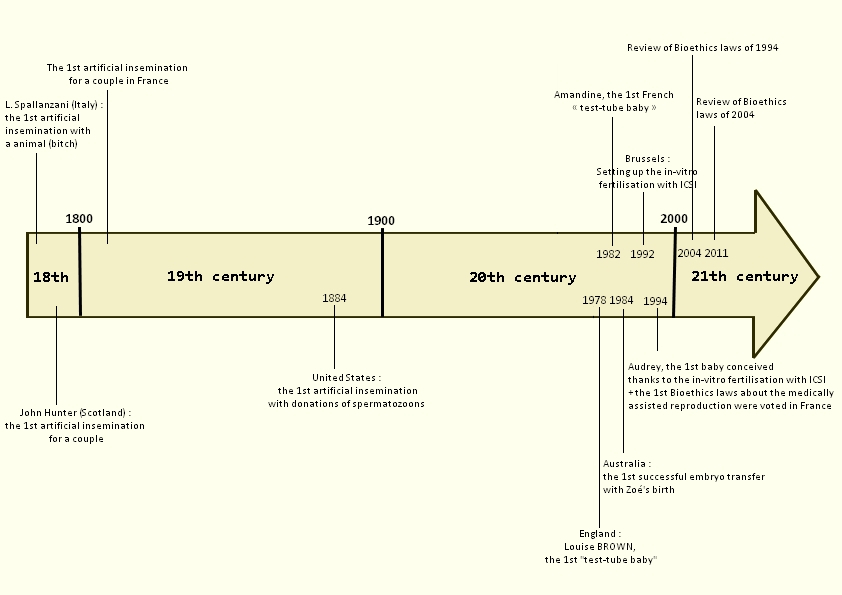 Review of Bioethics laws of 1994
The 1st artificial insemination
for a couple in France
Amandine, the 1st French
« test-tube baby »
L. Spallanzani (Italy) :
the 1st artificial
insemination with
a animal (bitch)
Review of Bioethics
laws of 2004
Brussels :
Setting up the in-vitro
fertilisation with ICSI
1800
1900
2000
1982
1992
2004
2011
18th
19th century
20th century
21th century
1884
1978
1984
1994
United States :
the 1st artificial insemination
with donations of spermatozoons
Audrey, the 1st baby conceived
thanks to the in-vitro fertilisation with ICSI
+ the 1st Bioethics laws about the medically
assisted reproduction were voted in France
John Hunter (Scotland) :
the 1st artificial insemination
for a couple
Australia :
the 1st successful embryo transfer
with Zoé's birth
England :
Louise BROWN,
the 1st "test-tube baby"